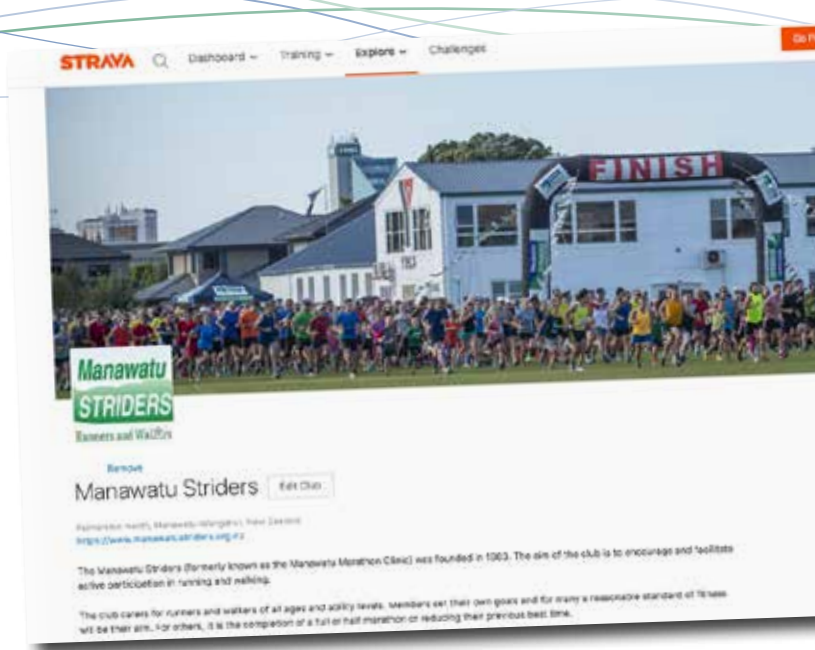 STRAVA Dashboard Training Explore Challenges
FINISH
Manawatu
STRIDERS
Runners and Walkers
Remove
Manawatu Striders Edit Club
Palmerston North, Manawatu-Wanganui, New Zealand
https://www.manawatustriders.org.nz
The Manawatu Striders (formerly known as the Manawatu Marathon Clinic) was founded in 1983. The aim of the club is to encourage and facilitate
active participation in running and walking.
The club caters for runners and walkers of all ages and ability levels. Members set their own goals and for many a reasonable standard of fitness
will be their aim. For others, it is the completion of a full or half marathon or reducing their previous best time.